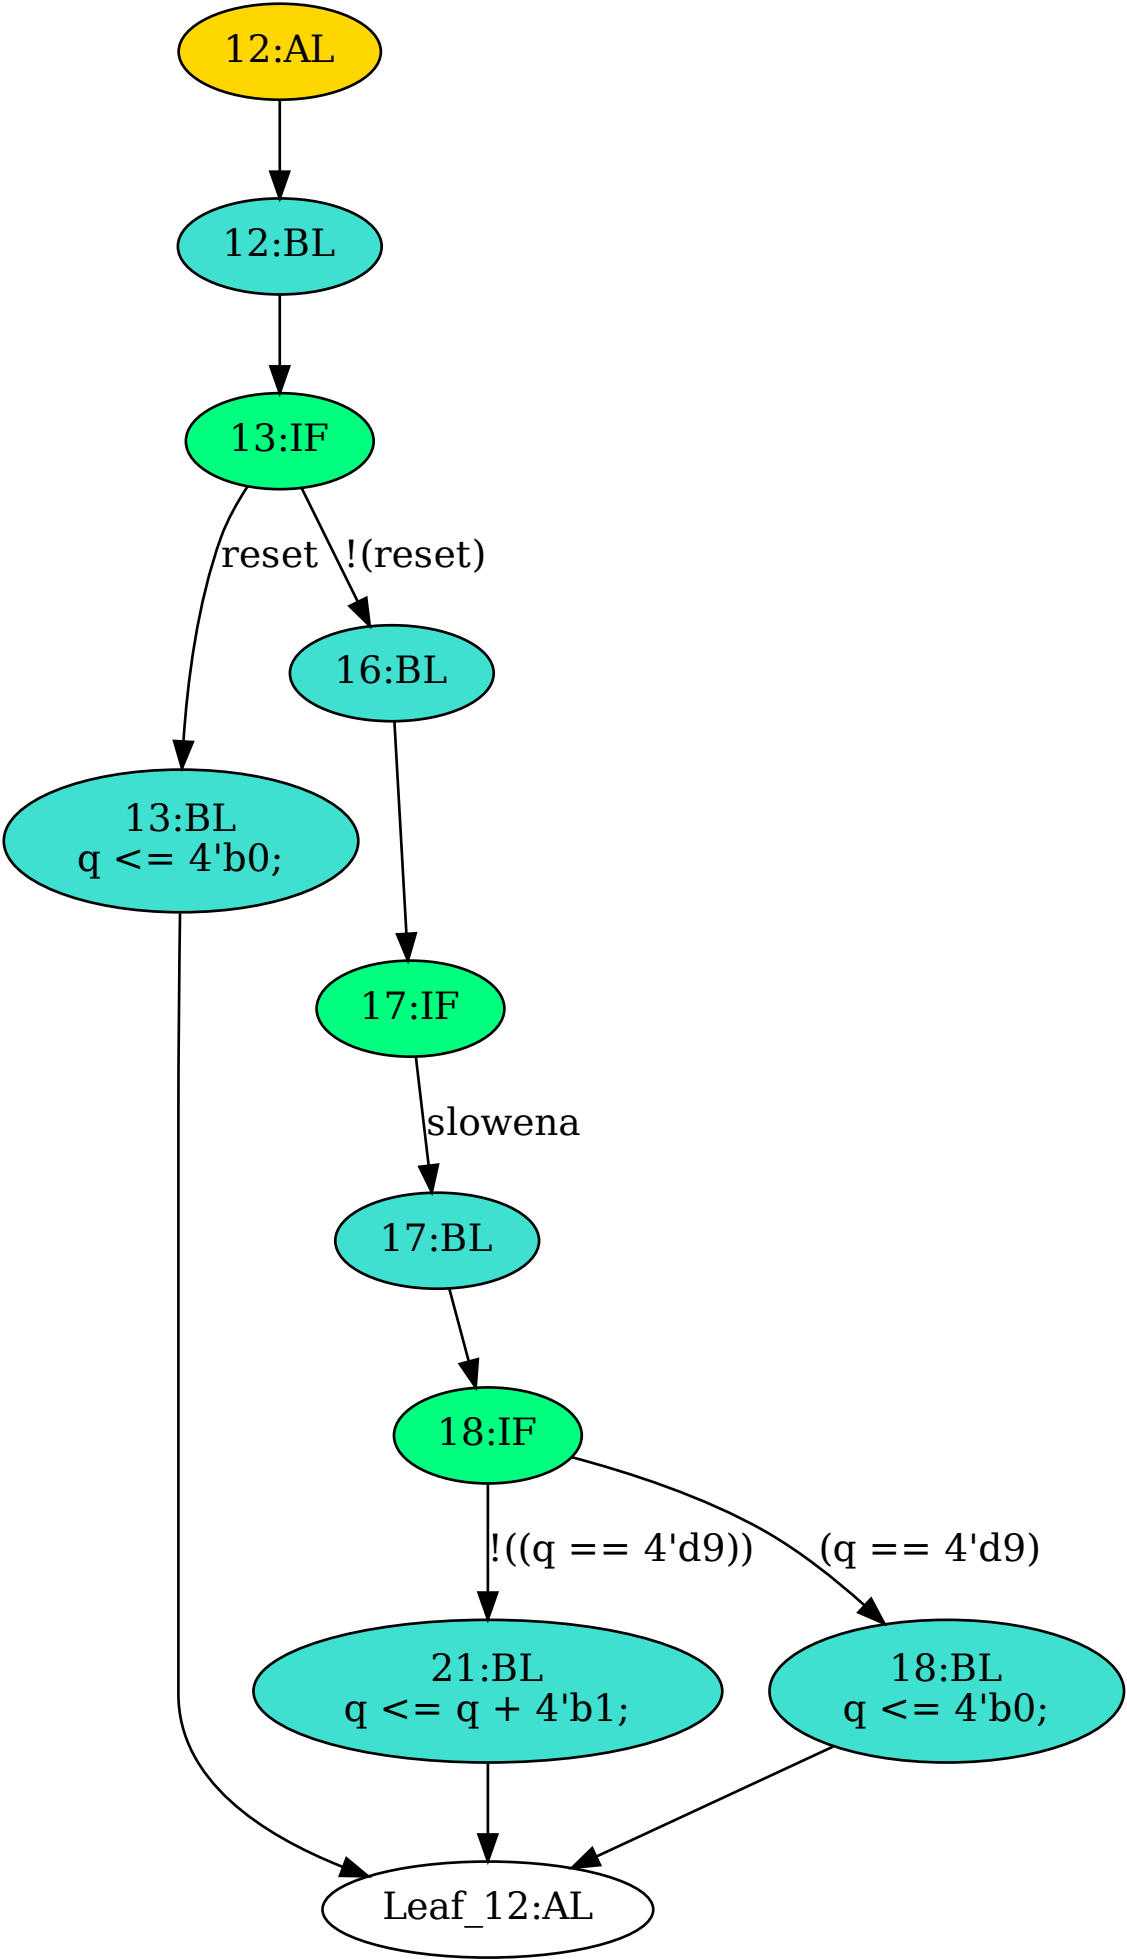 12:AL
12:BL
13:IF
reset
!(reset)
16:BL
13:BL
q <= 4'b0;
17:IF
slowena
17:BL
18:IF
!((q == 4'd9))
(q == 4'd9)
21:BL
q <= q + 4'b1;
18:BL
q <= 4'b0;
Leaf_12:AL